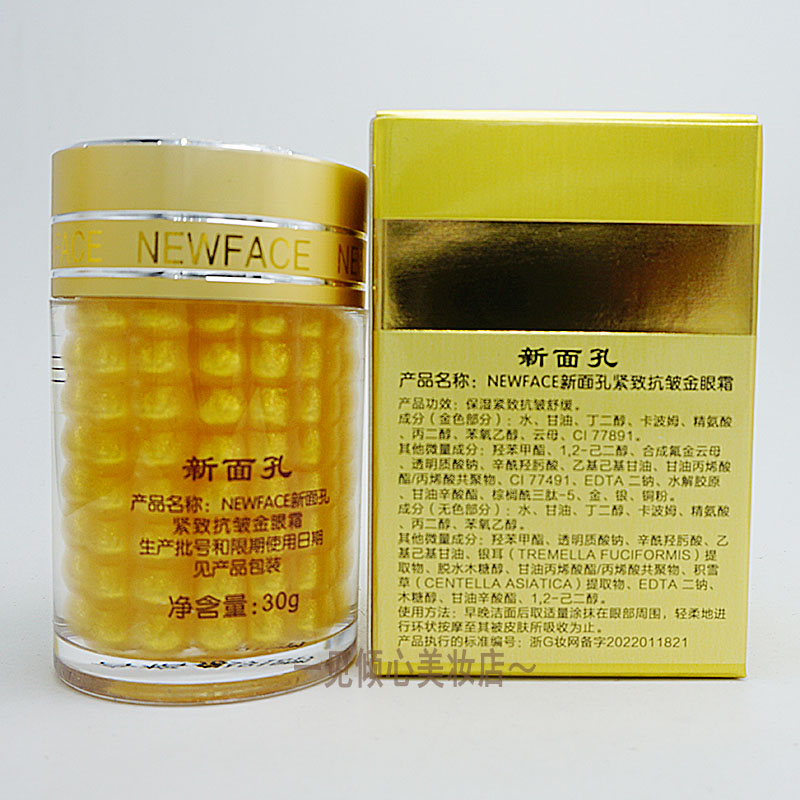 NEWFACE
新面孔
产品名称：NEWFACE新面孔
紧致抗皱金眼霜
生产批号和限期使用日期
见产品包装
净含量:30g
新面孔
产品名称：NEWFACE新面孔紧致抗皱金眼霜
产品功效：保湿紧致抗皱舒缓。
成分（金色部分）：水、甘油、丁二醇、卡波姆、精氨酸
、丙二醇、苯氧乙醇、云母、CI 77891。
其他微量成分：羟苯甲酯、1,2-己二醇、合成氟金云母
、透明质酸钠、辛酰羟肟酸、乙基己基甘油、甘油丙烯酸
酯/丙烯酸共聚物、CI 77491、EDTA 二钠、水解胶原
、甘油辛酸酯、棕榈酰三肽-5、金、银、铜粉。
成分（无色部分）：水、甘油、丁二醇、卡波姆、精氨酸
、丙二醇、苯氧乙醇。
其他微量成分：羟苯甲酯、透明质酸钠、辛酰羟肟酸、乙
基己基甘油、银耳（TREMELLA FUCIFORMIS）提
取物、脱水木糖醇、甘油丙烯酸酯/丙烯酸共聚物、积雪
草（CENTELLA ASIATICA）提取物、EDTA 二钠、
木糖醇、甘油辛酸酯、1,2-己二醇。
使用方法：早晚洁面后取适量涂抹在眼部周围，轻柔地进
行环状按摩至其被皮肤所吸收为止。
产品执行的标准编号：浙G妆网备字2022011821
～见倾心美妆店～